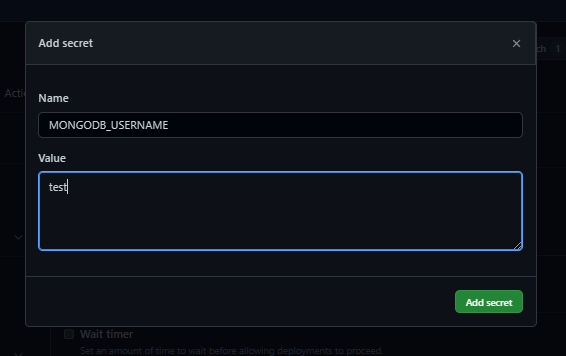 Add secret
ch 1
Actio
Name
MONGODB_USERNAME
Value
test
Add secret
Wait timer
Set an amount of time to wait before allowing deployments to proceed.